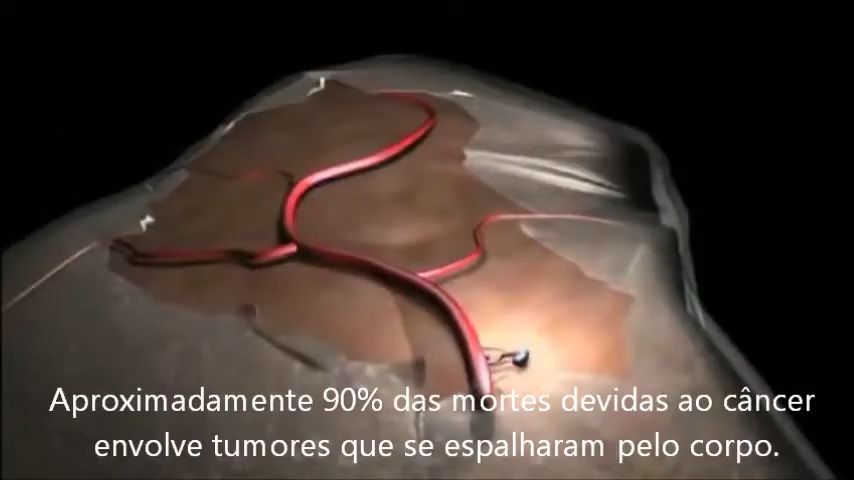 Aproximadamente 90% das mortes devidas ao câncer
envolve tumores que se espalharam pelo corpo.